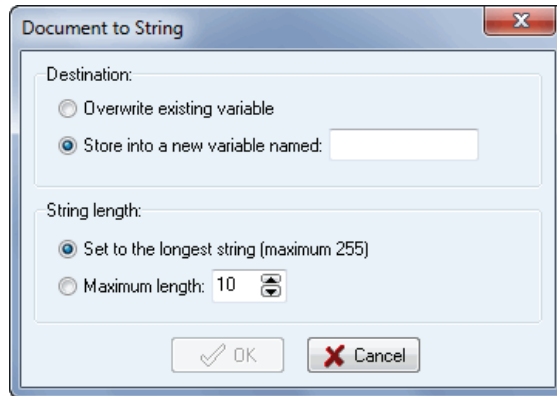 Document to String
Destination:
Overwrite existing variable
Store into a new variable named:
String length:
Set to the longest string (maximum 255)
Maximum length: 10
OK Cancel